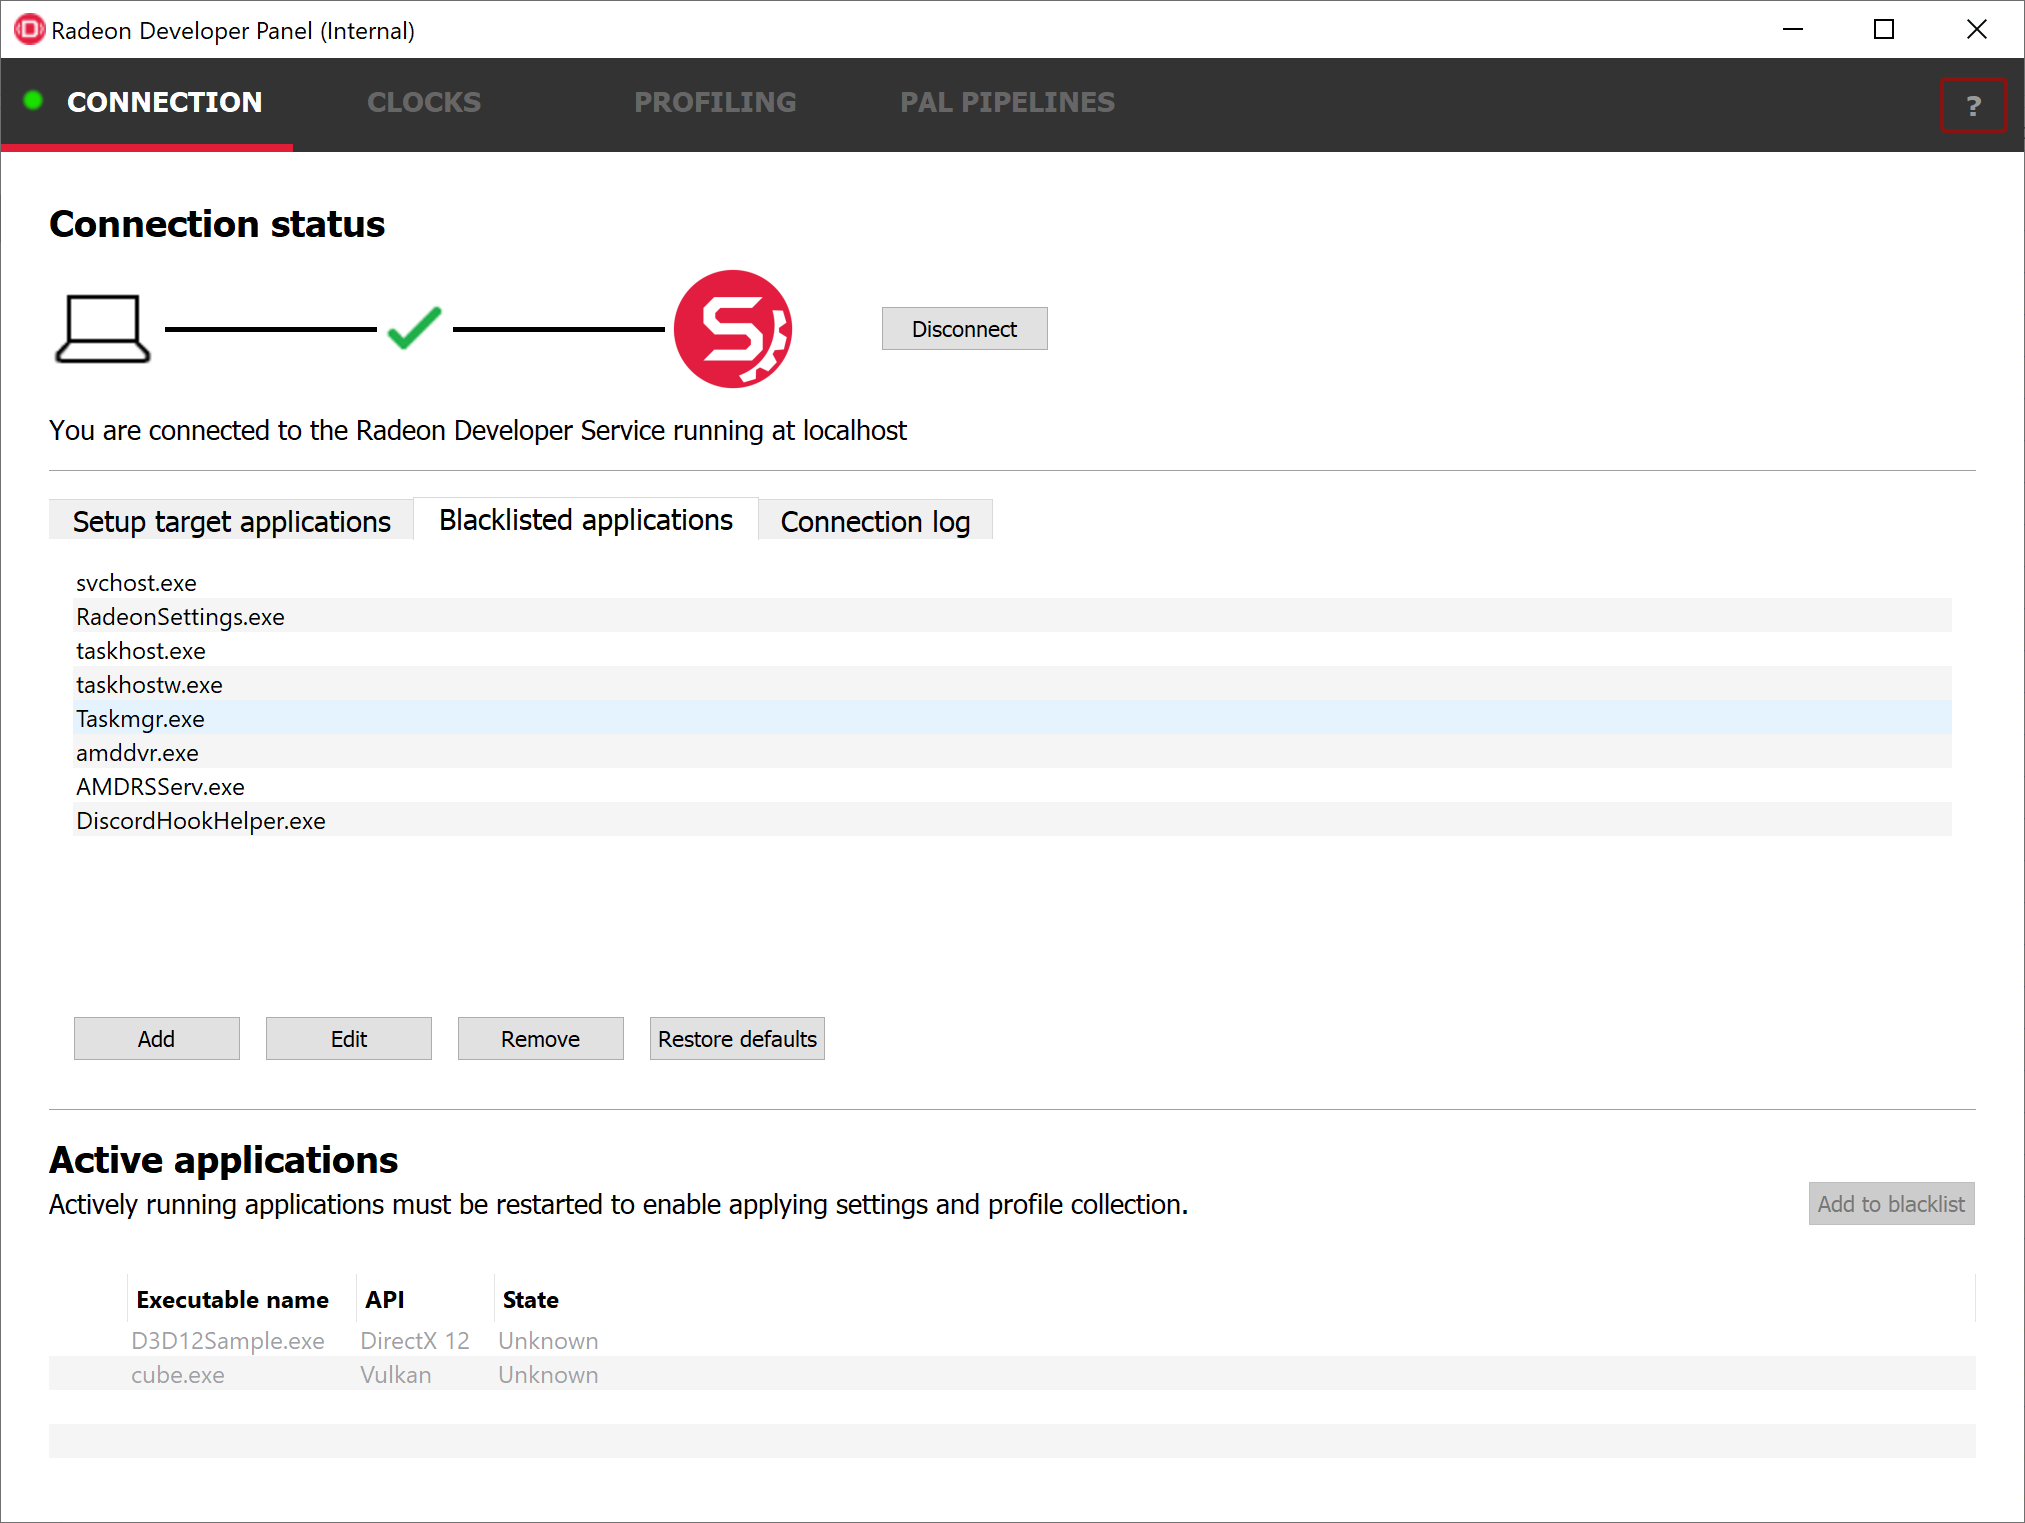 Radeon Developer Panel (Internal)
CONNECTION CLOCKS PROFILING PAL PIPELINES ?
Connection status
Disconnect
You are connected to the Radeon Developer Service running at localhost
Setup target applications Blacklisted applications Connection log
svchost.exe
RadeonSettings.exe
taskhost.exe
taskhostw.exe
Taskmgr.exe
amddvr.exe
AMDRSServ.exe
DiscordHookHelper.exe
Add Edit Remove Restore defaults
Active applications
Actively running applications must be restarted to enable applying settings and profile collection.
Add to blacklist
Executable name API State
D3D12Sample.exe DirectX 12 Unknown
cube.exe Vulkan Unknown